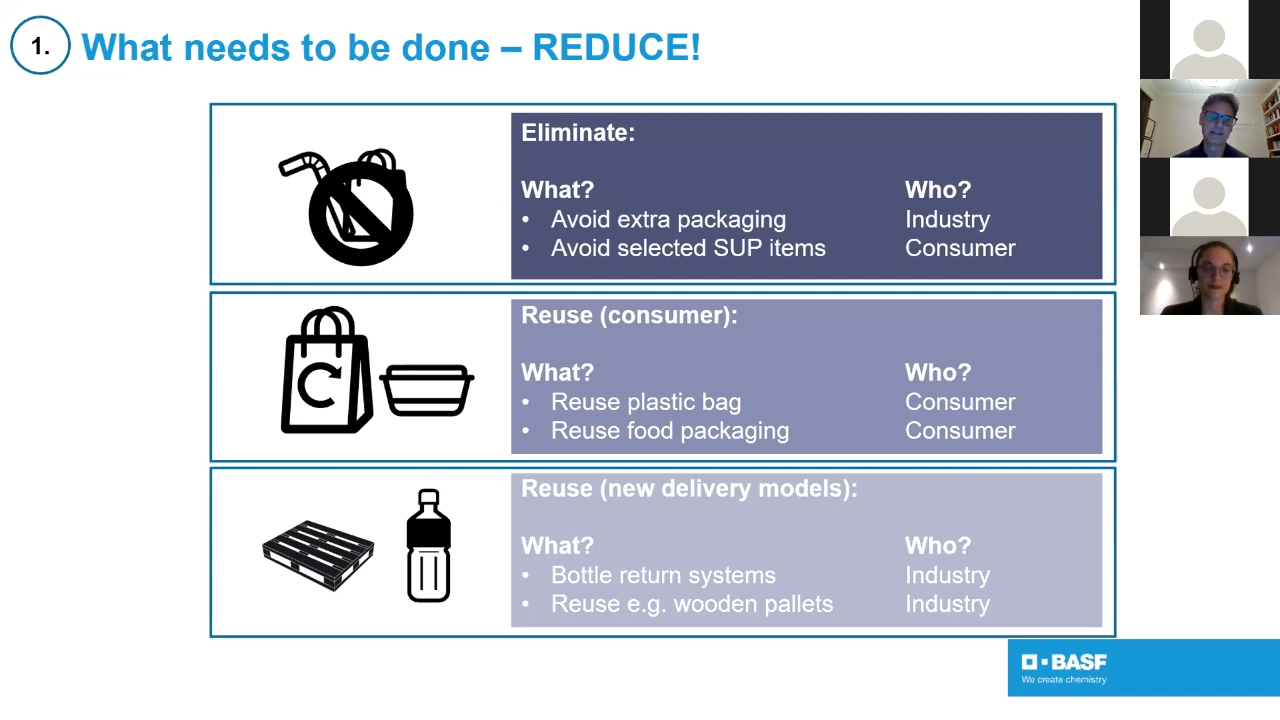 1.
What needs to be done – REDUCE!
Eliminate:
What? Who?
• Avoid extra packaging Industry
• Avoid selected SUP items Consumer
Reuse (consumer):
What? Who?
• Reuse plastic bag Consumer
• Reuse food packaging Consumer
Reuse (new delivery models):
What? Who?
• Bottle return systems Industry
• Reuse e.g. wooden pallets Industry
BASF
We create chemistry